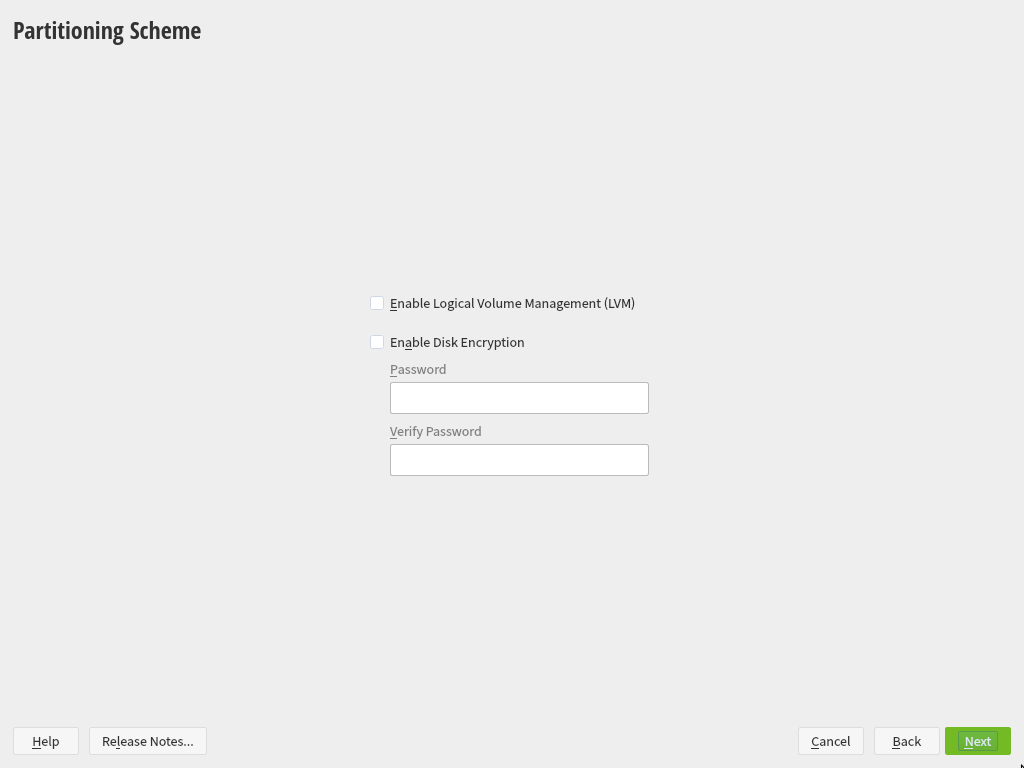 Partitioning Scheme
Enable Logical Volume Management (LVM)
Enable Disk Encryption
Password
Verify Password
Help
Release Notes...
Cancel
Back
Next